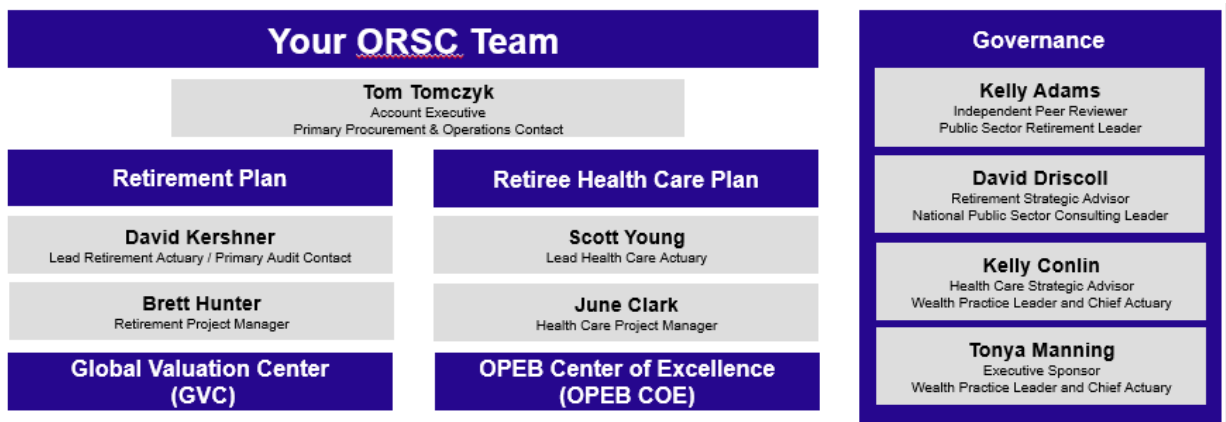 Your ORSC Team
Tom Tomczyk
Account Executive
Primary Procurement & Operations Contact
Retirement Plan
David Kershner
Lead Retirement Actuary / Primary Audit Contact
Brett Hunter
Retirement Project Manager
Global Valuation Center
(GVC)
Retiree Health Care Plan
Scott Young
Lead Health Care Actuary
June Clark
Health Care Project Manager
OPEB Center of Excellence
(OPEB COE)
Governance
Kelly Adams
Independent Peer Reviewer
Public Sector Retirement Leader
David Driscoll
Retirement Strategic Advisor
National Public Sector Consulting Leader
Kelly Conlin
Health Care Strategic Advisor
Wealth Practice Leader and Chief Actuary
Tonya Manning
Executive Sponsor
Wealth Practice Leader and Chief Actuary